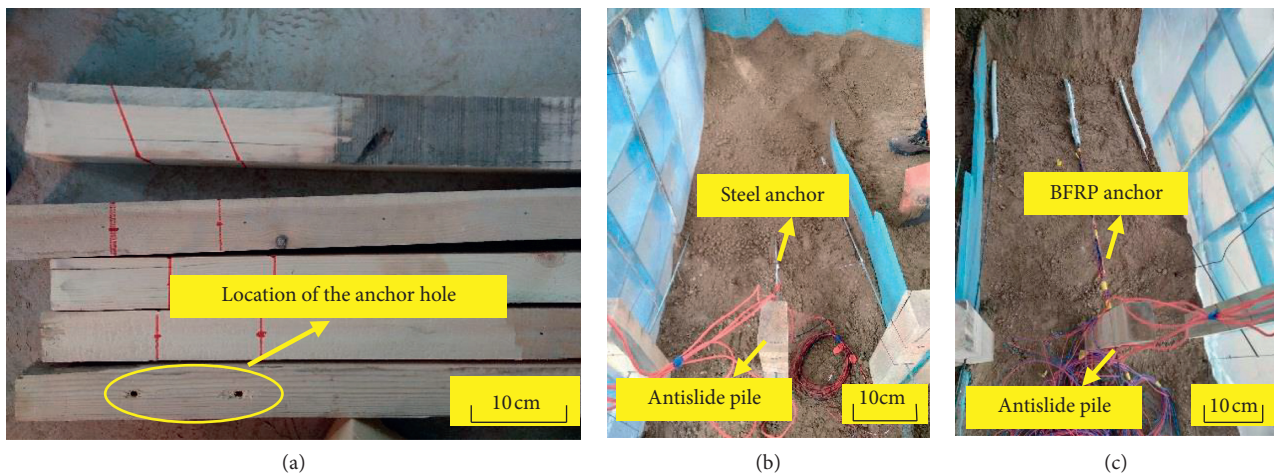 Location of the anchor hole
10 cm
(a)
Steel anchor
Antislide pile
10cm
(b)
BFRP anchor
Antislide pile
10 cm
(c)